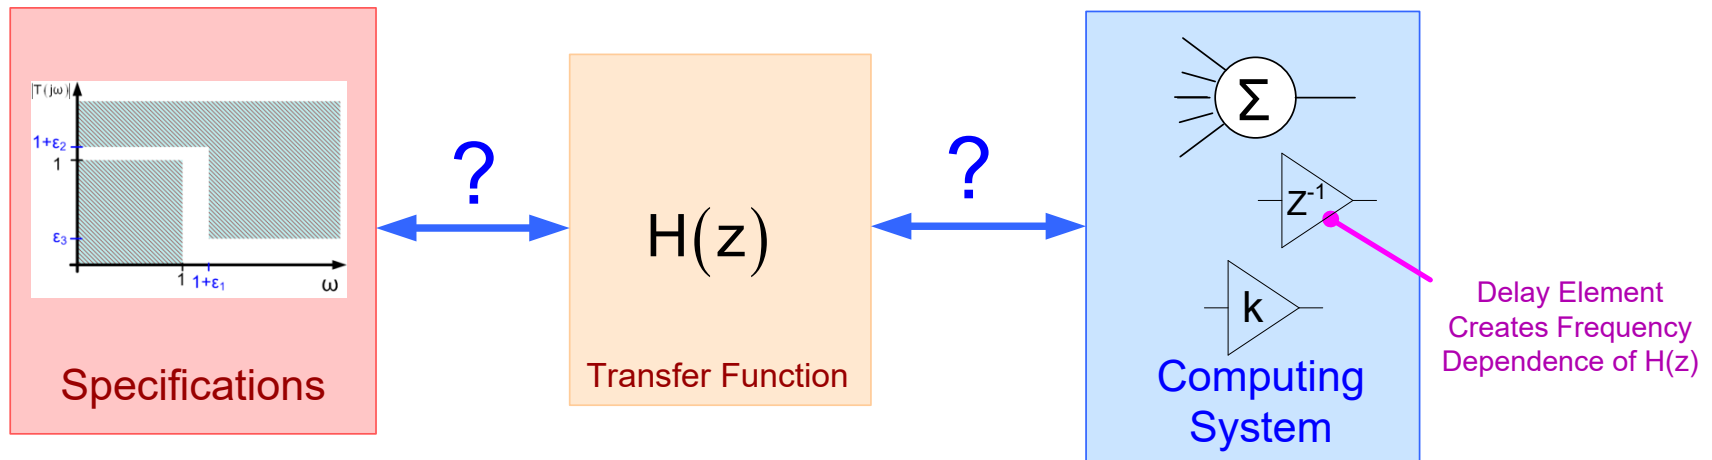 |T(jω)|
1+ε₂
1
ε₃
1
1+ε₁
ω
Specifications
?
H(z)
Transfer Function
?
Σ
Z⁻¹
k
Computing
System
Delay Element
Creates Frequency
Dependence of H(z)